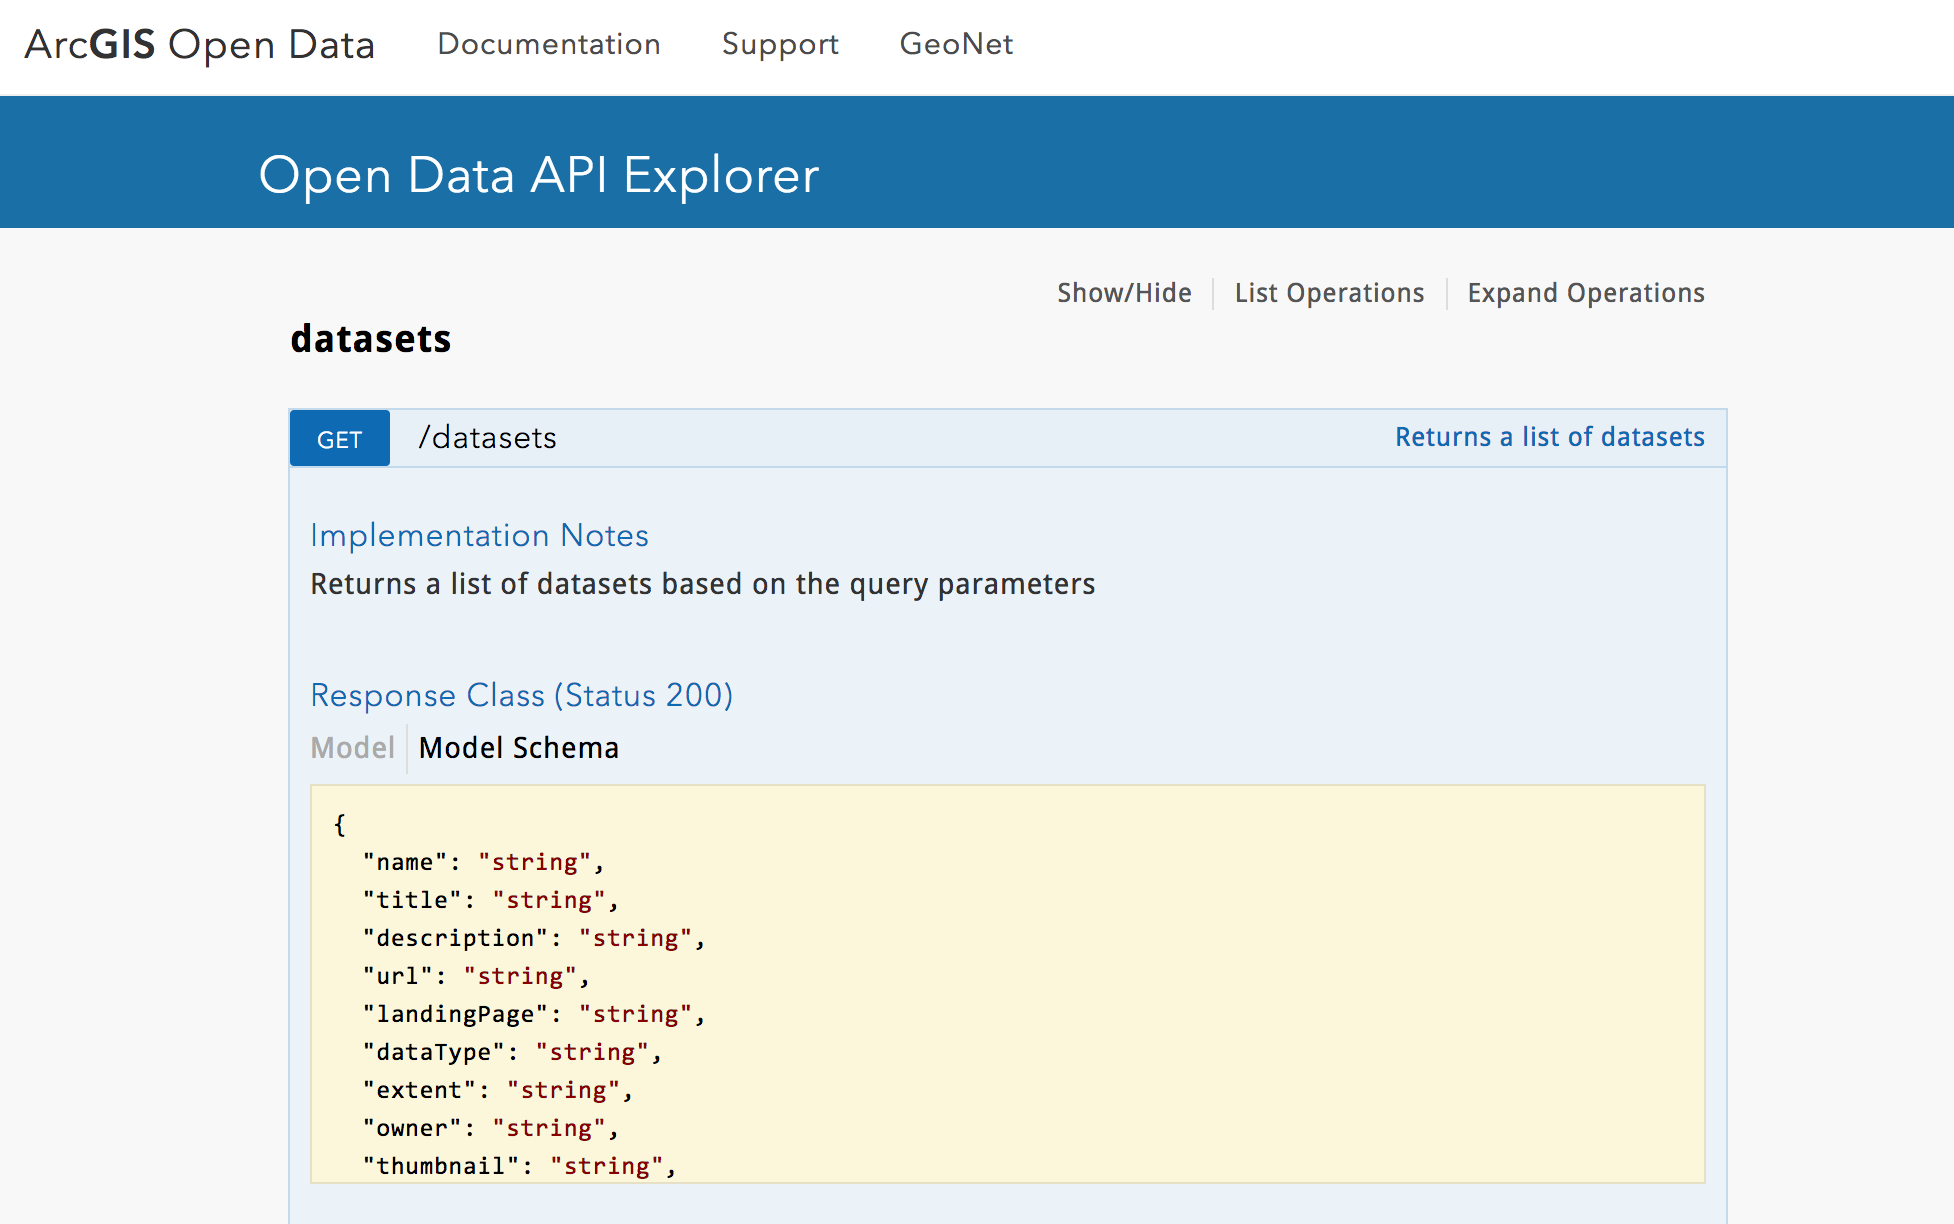 ArcGIS Open Data Documentation Support GeoNet
Open Data API Explorer
Show/Hide List Operations Expand Operations
datasets
GET /datasets Returns a list of datasets
Implementation Notes
Returns a list of datasets based on the query parameters
Response Class (Status 200)
Model Model Schema
{
"name": "string",
"title": "string",
"description": "string",
"url": "string",
"landingPage": "string",
"dataType": "string",
"extent": "string",
"owner": "string",
"thumbnail": "string",